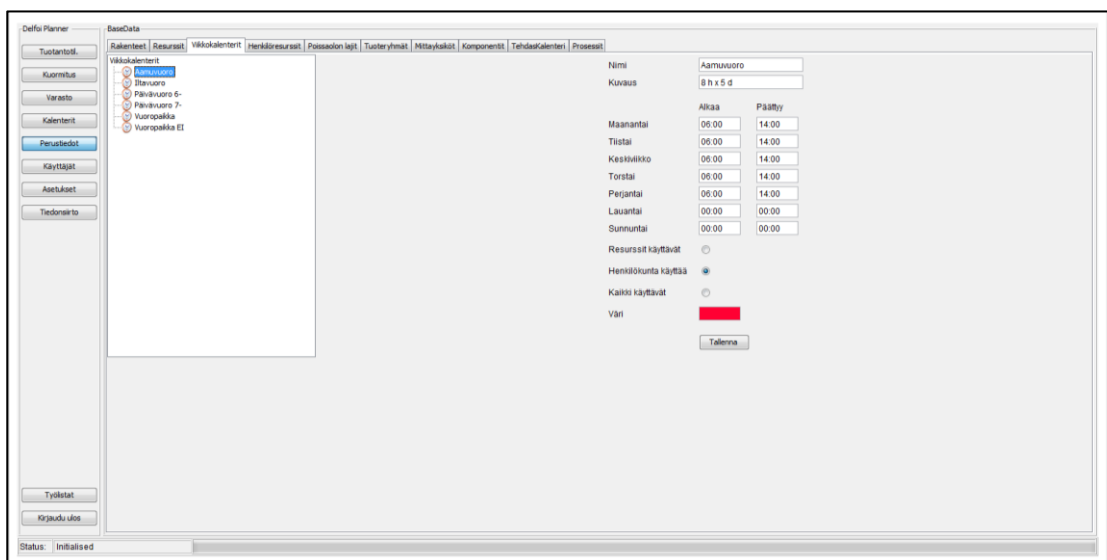 Delfoi Planner
BaseData
Tuotantotil.
Kuormitus
Varasto
Kalenterit
Perustiedot
Käyttäjät
Asetukset
Tiedonsiirto
Työlistat
Kirjaudu ulos
Rakenteet Resurssit Viikkokalenterit Henkilöresurssit Poissaolon lajit Tuoteryhmät Mittayksiköt Komponentit TehdasKalenteri Prosessit
Viikkokalenterit
Aamuvuoro
Iltavuoro
Päivävuoro 6-
Päivävuoro 7-
Vuoropaikka
Vuoropaikka EI
Nimi Aamuvuoro
Kuvaus 8 h x 5 d
Alkaa Päättyy
Maanantai 06:00 14:00
Tiistai 06:00 14:00
Keskiviikko 06:00 14:00
Torstai 06:00 14:00
Perjantai 06:00 14:00
Lauantai 00:00 00:00
Sunnuntai 00:00 00:00
Resurssit käyttävät
Henkilökunta käyttää
Kaikki käyttävät
Väri
Tallenna
Status: Initialised